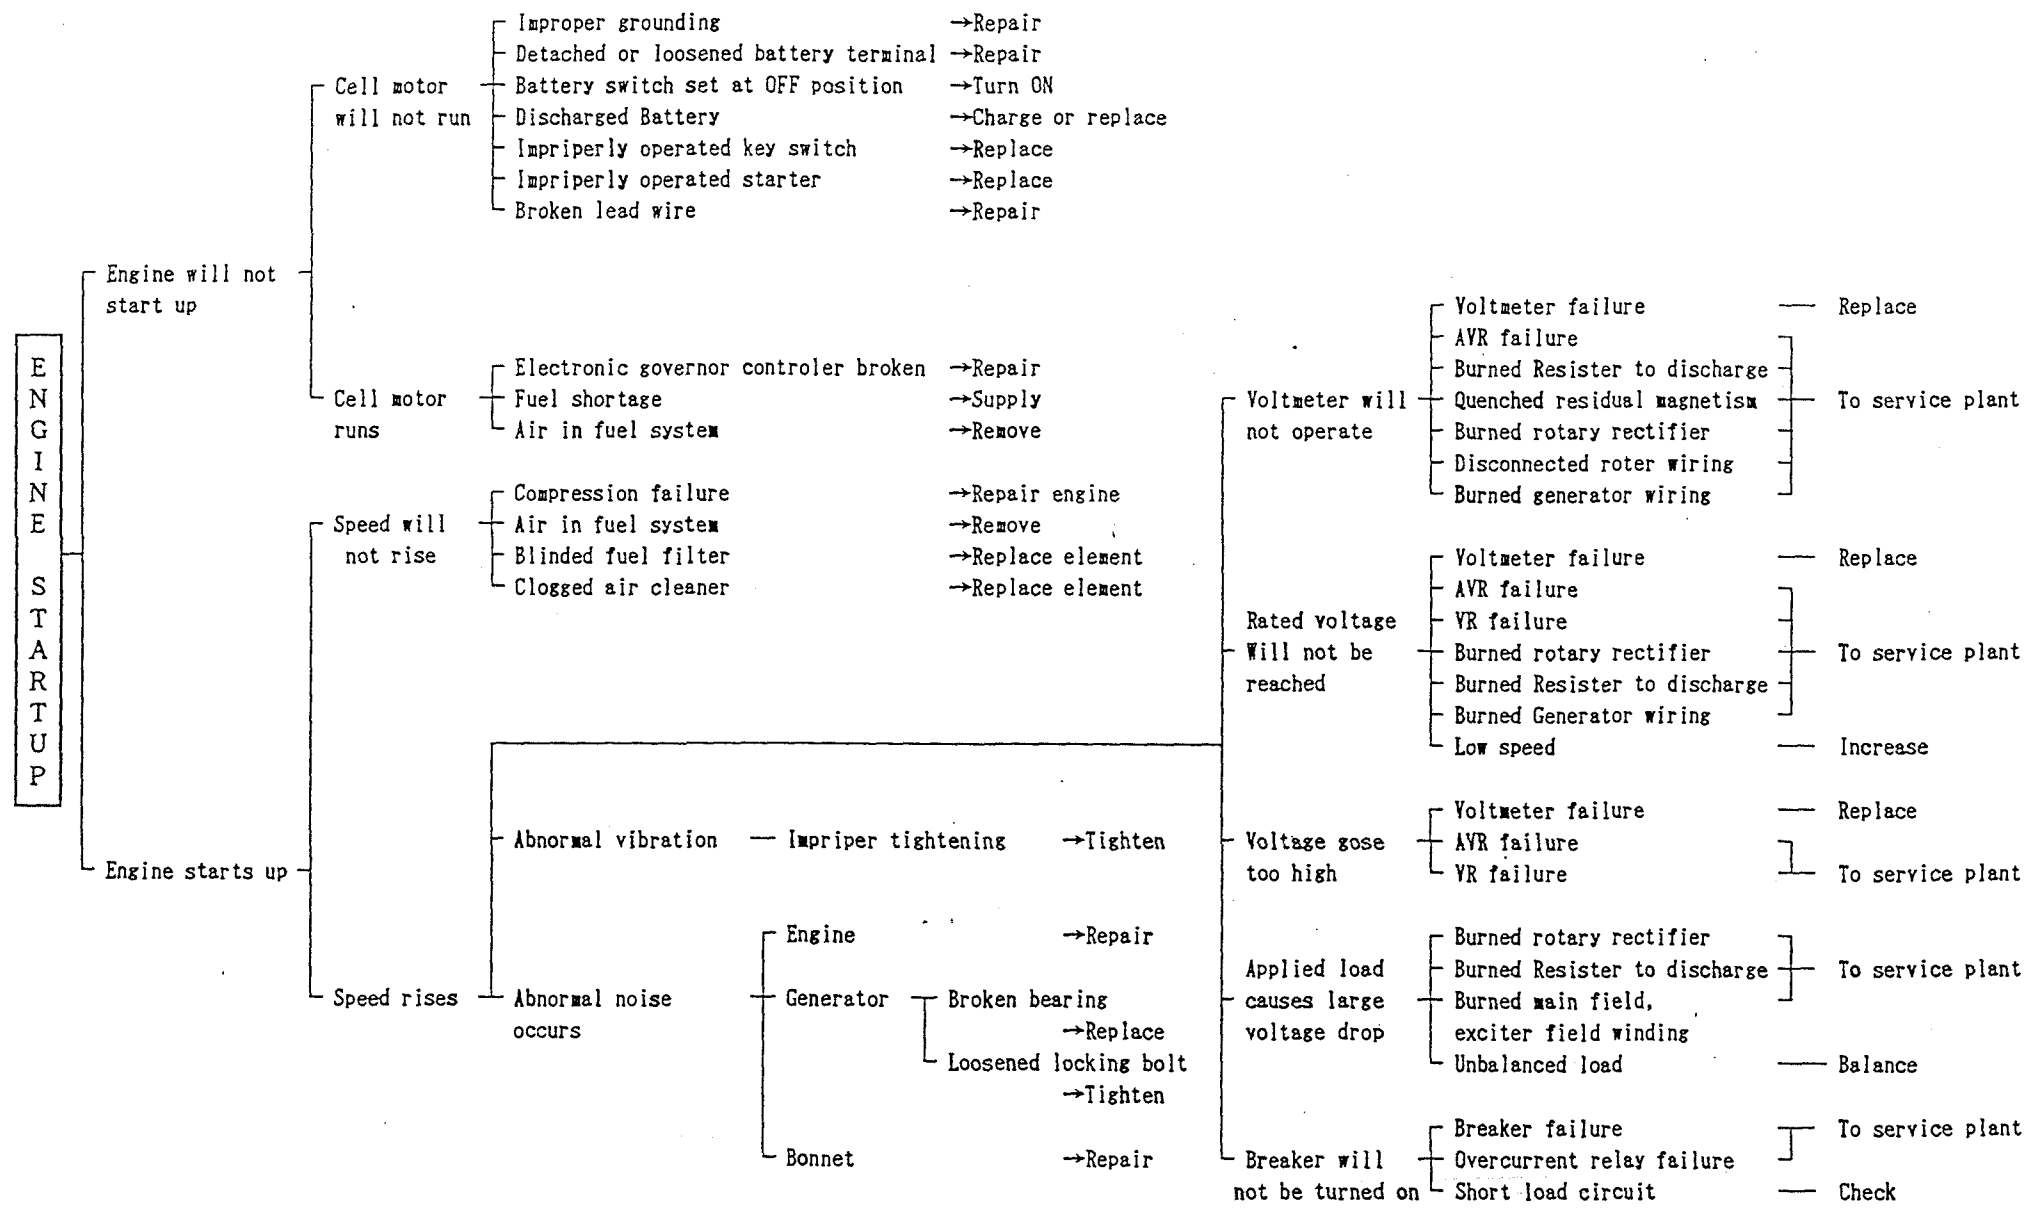 ENGINE STARTUP
Engine will not
start up
Cell motor
will not run
Improper grounding →Repair
Detached or loosened battery terminal →Repair
Battery switch set at OFF position →Turn ON
Discharged Battery →Charge or replace
Impriperly operated key switch →Replace
Impriperly operated starter →Replace
Broken lead wire →Repair
Cell motor
runs
Electronic governor controler broken →Repair
Fuel shortage →Supply
Air in fuel system →Remove
Engine starts up
Speed will
not rise
Compression failure →Repair engine
Air in fuel system →Remove
Blinded fuel filter →Replace element
Clogged air cleaner →Replace element
Speed rises
Abnormal vibration — Impriper tightening →Tighten
Abnormal noise
occurs
Engine →Repair
Generator
Broken bearing
→Replace
Loosened locking bolt
→Tighten
Bonnet →Repair
Voltmeter will
not operate
Voltmeter failure — Replace
AVR failure
Burned Resister to discharge
Quenched residual magnetism
Burned rotary rectifier
Disconnected roter wiring
Burned generator wiring
To service plant
Rated voltage
Will not be
reached
Voltmeter failure — Replace
AVR failure
VR failure
Burned rotary rectifier
Burned Resister to discharge
Burned Generator wiring
To service plant
Low speed — Increase
Voltage gose
too high
Voltmeter failure — Replace
AVR failure
VR failure
To service plant
Applied load
causes large
voltage drop
Burned rotary rectifier
Burned Resister to discharge
Burned main field,
exciter field winding
To service plant
Unbalanced load — Balance
Breaker will
not be turned on
Breaker failure
Overcurrent relay failure
To service plant
Short load circuit — Check